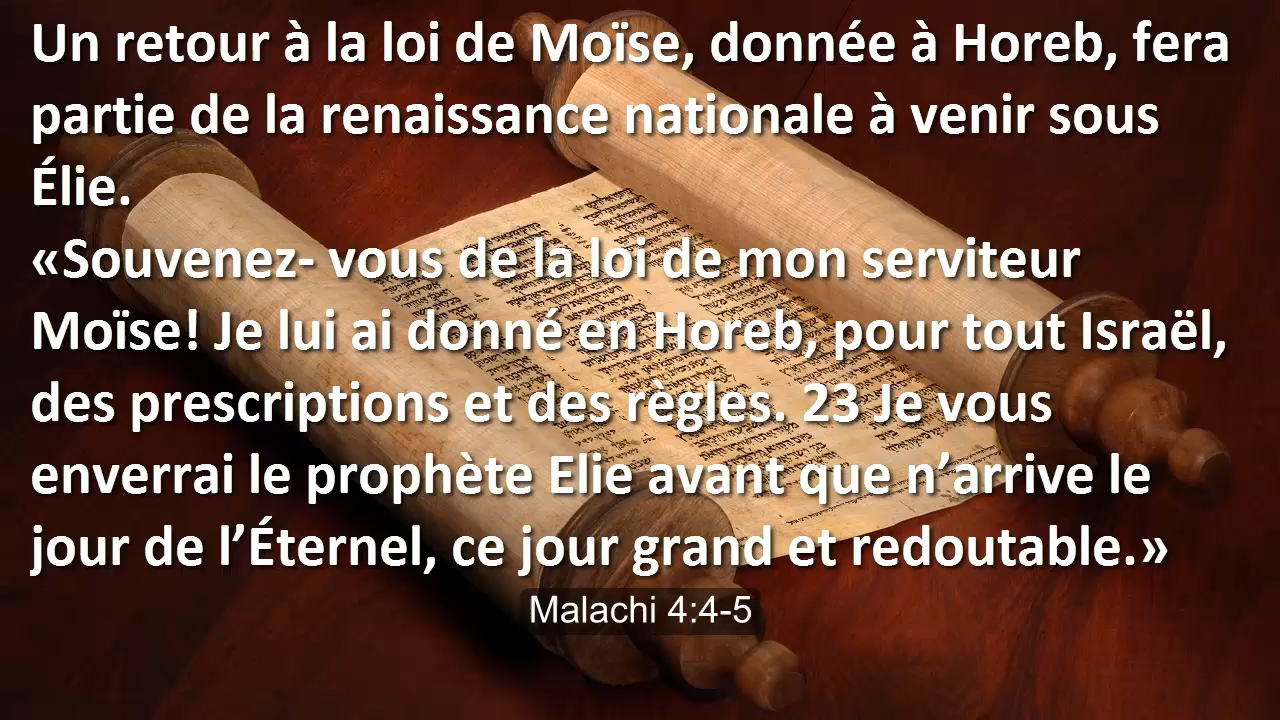 Un retour à la loi de Moïse, donnée à Horeb, fera
partie de la renaissance nationale à venir sous
Élie.
«Souvenez- vous de la loi de mon serviteur
Moïse! Je lui ai donné en Horeb, pour tout Israël,
des prescriptions et des règles. 23 Je vous
enverrai le prophète Elie avant que n’arrive le
jour de l’Éternel, ce jour grand et redoutable.»
Malachi 4:4-5